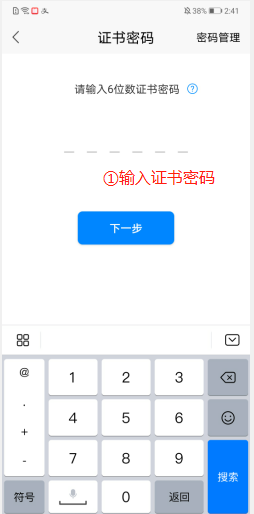 38% 2:41
证书密码 密码管理
请输入6位数证书密码 ?
①输入证书密码
下一步
@ 1 2 3
. 4 5 6
+
- 7 8 9 搜索
符号 0 返回